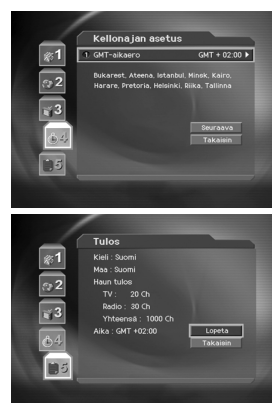 Kellonajan asetus
1
1 GMT-aikaero GMT + 02:00
2
Bukarest, Ateena, Istanbul, Minsk, Kairo,
Harare, Pretoria, Helsinki, Riika, Tallinna
3
Seuraava
4
Takaisin
5
Tulos
1
Kieli : Suomi
Maa : Suomi
2
Haun tulos
TV : 20 Ch
3
Radio : 30 Ch
Yhteensä : 1000 Ch
4
Aika : GMT +02:00
Lopeta
Takaisin
5